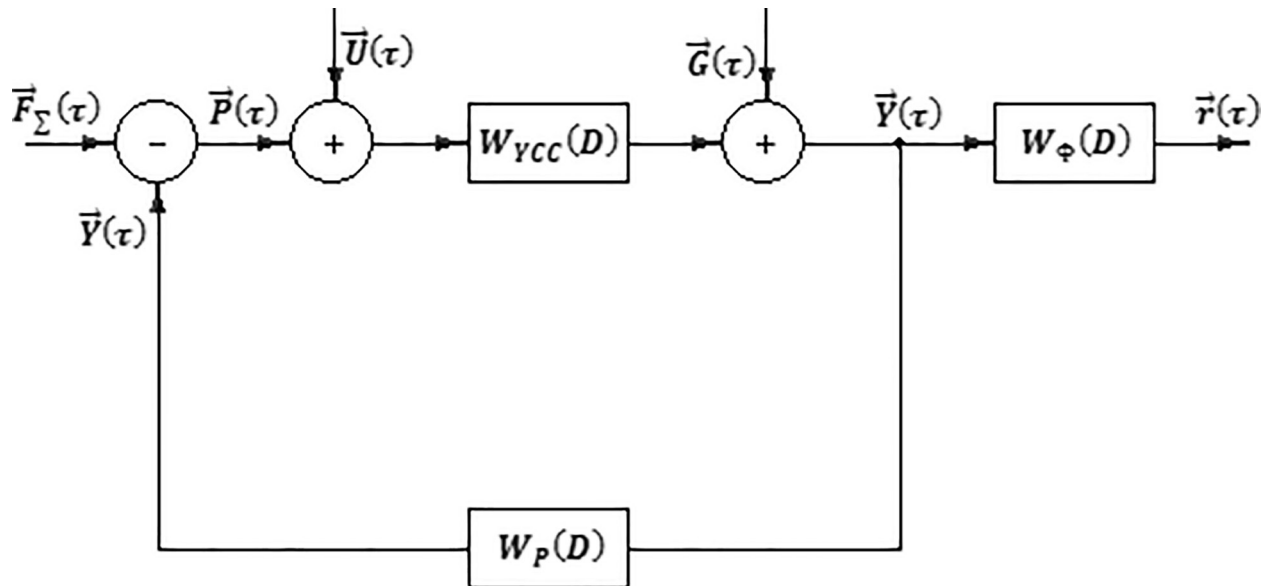 U⃗(τ)
G⃗(τ)
F⃗_Σ(τ)
-
P⃗(τ)
+
W_YCC(D)
+
Y⃗(τ)
W_Φ(D)
r⃗(τ)
Y⃗(τ)
W_P(D)